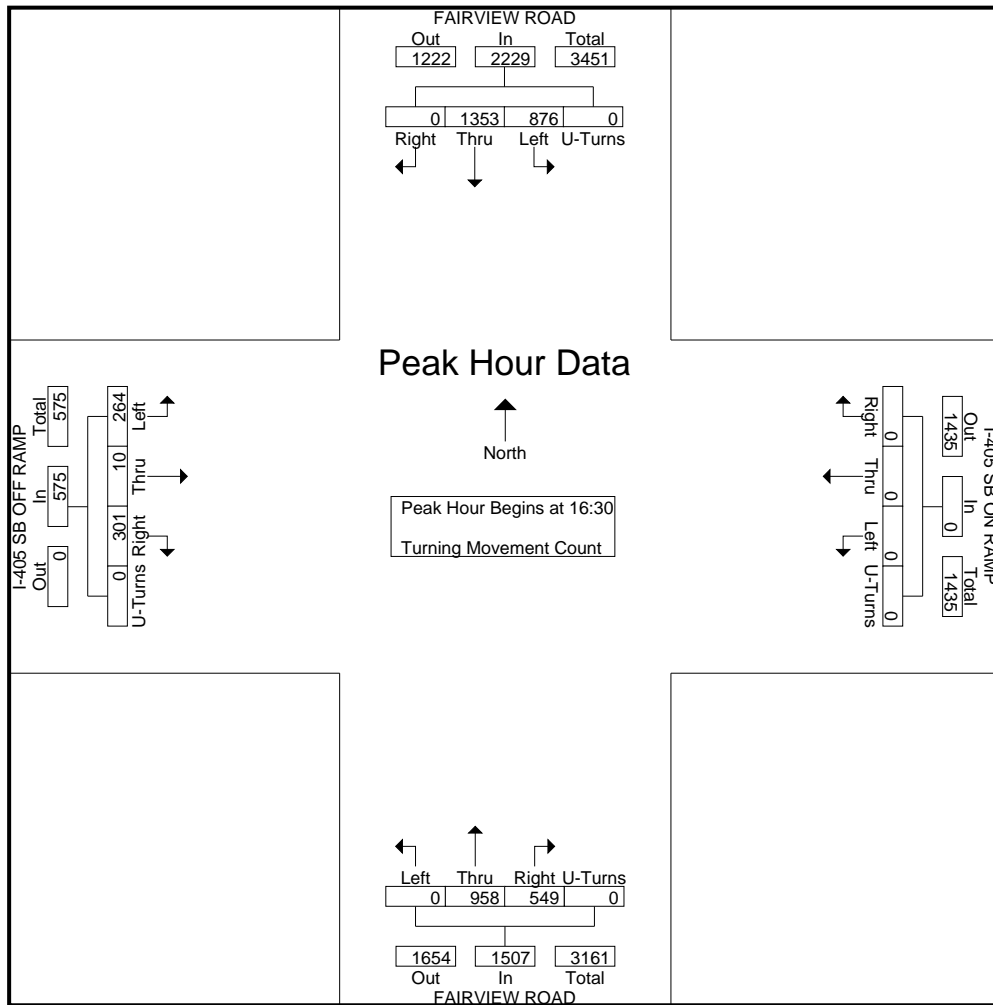 FAIRVIEW ROAD
Out In Total
1222 2229 3451
0 1353 876 0
Right Thru Left U-Turns
Peak Hour Data
North
Peak Hour Begins at 16:30
Turning Movement Count
I-405 SB OFF RAMP
Total In Out
575 575 0
264 10 301 0
Left Thru Right U-Turns
I-405 SB ON RAMP
Out In Total
1435 0 1435
0 0 0 0
Right Thru Left U-Turns
Left Thru Right U-Turns
0 958 549 0
1654 1507 3161
Out In Total
FAIRVIEW ROAD